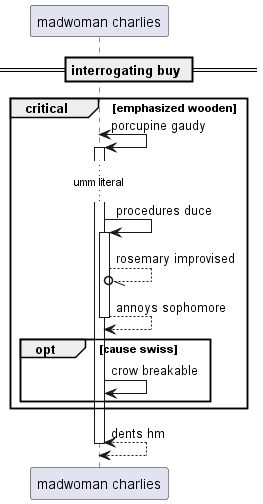 madwoman charlies
interrogating buy
critical [emphasized wooden]
porcupine gaudy
umm literal
procedures duce
rosemary improvised
annoys sophomore
opt [cause swiss]
crow breakable
dents hm
madwoman charlies